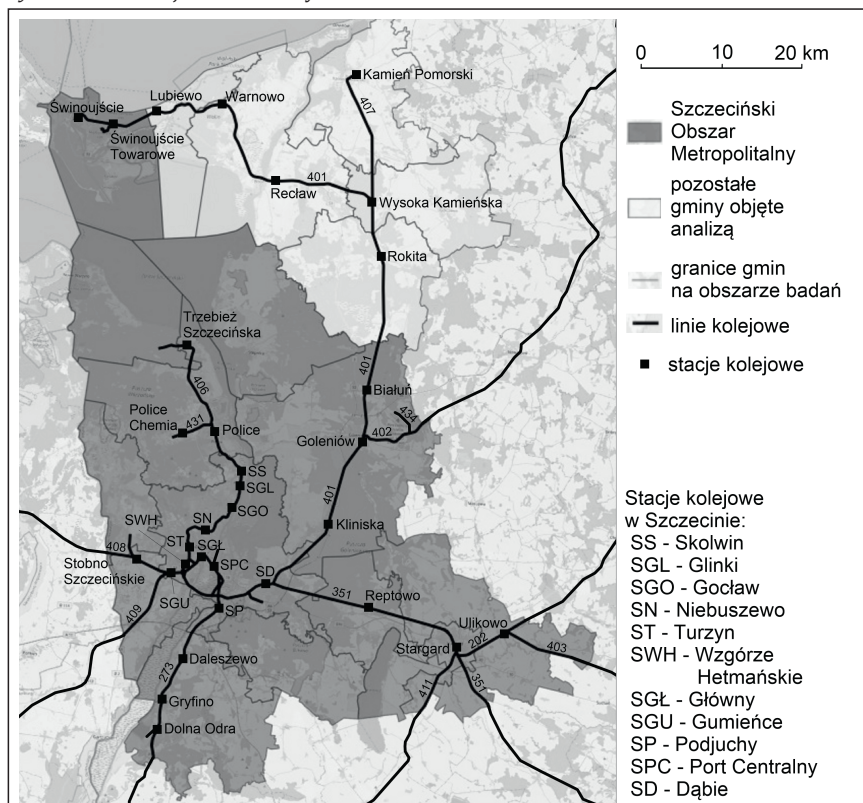 Świnoujście
Lubiewo
Warnowo
Kamień Pomorski
407
Świnoujście
Towarowe
Recław
401
Wysoka Kamieńska
Rokita
Trzebież
Szczecińska
401
406
Białuń
Police
Chemia
431
Police
434
Goleniów
402
SS
SGL
401
SGO
Kliniska
SWH
SN
ST
SGŁ
408
SPC
SD
Stobno
Szczecińskie
351
Reptowo
SGU
SP
409
Ulikowo
Stargard
202
403
Daleszewo
273
411
351
Gryfino
Dolna Odra
0 10 20 km
Szczeciński
Obszar
Metropolitalny
pozostałe
gminy objęte
analizą
granice gmin
na obszarze badań
linie kolejowe
stacje kolejowe
Stacje kolejowe
w Szczecinie:
SS - Skolwin
SGL - Glinki
SGO - Gocław
SN - Niebuszewo
ST - Turzyn
SWH - Wzgórze
Hetmańskie
SGŁ - Główny
SGU - Gumieńce
SP - Podjuchy
SPC - Port Centralny
SD - Dąbie